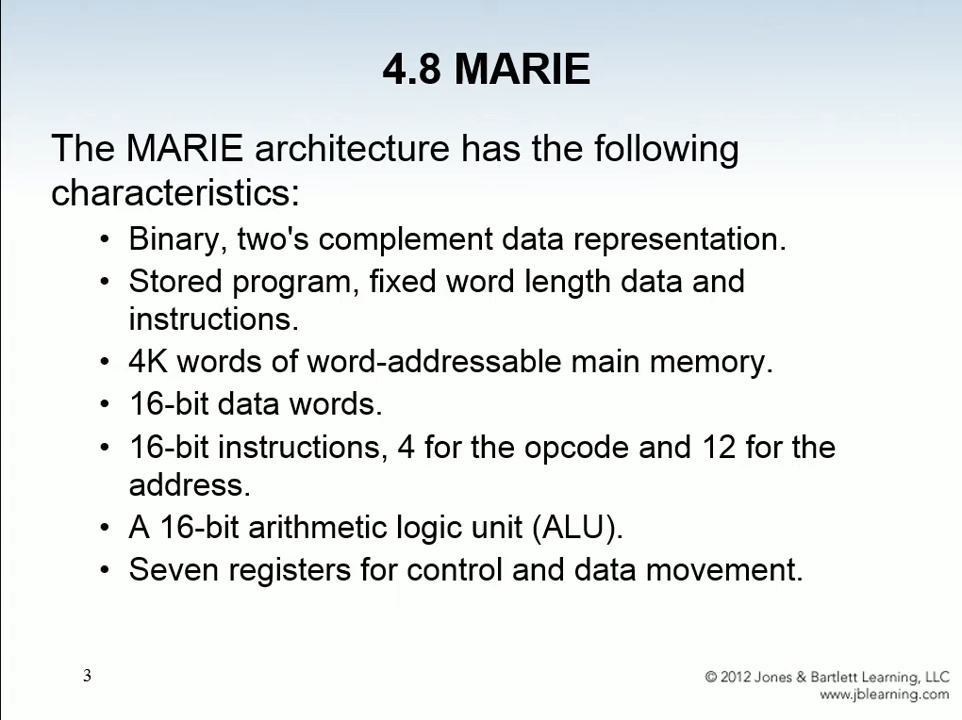 4.8 MARIE
The MARIE architecture has the following
characteristics:
• Binary, two's complement data representation.
• Stored program, fixed word length data and
instructions.
• 4K words of word-addressable main memory.
• 16-bit data words.
• 16-bit instructions, 4 for the opcode and 12 for the
address.
• A 16-bit arithmetic logic unit (ALU).
• Seven registers for control and data movement.
3
© 2012 Jones & Bartlett Learning, LLC
www.jblearning.com